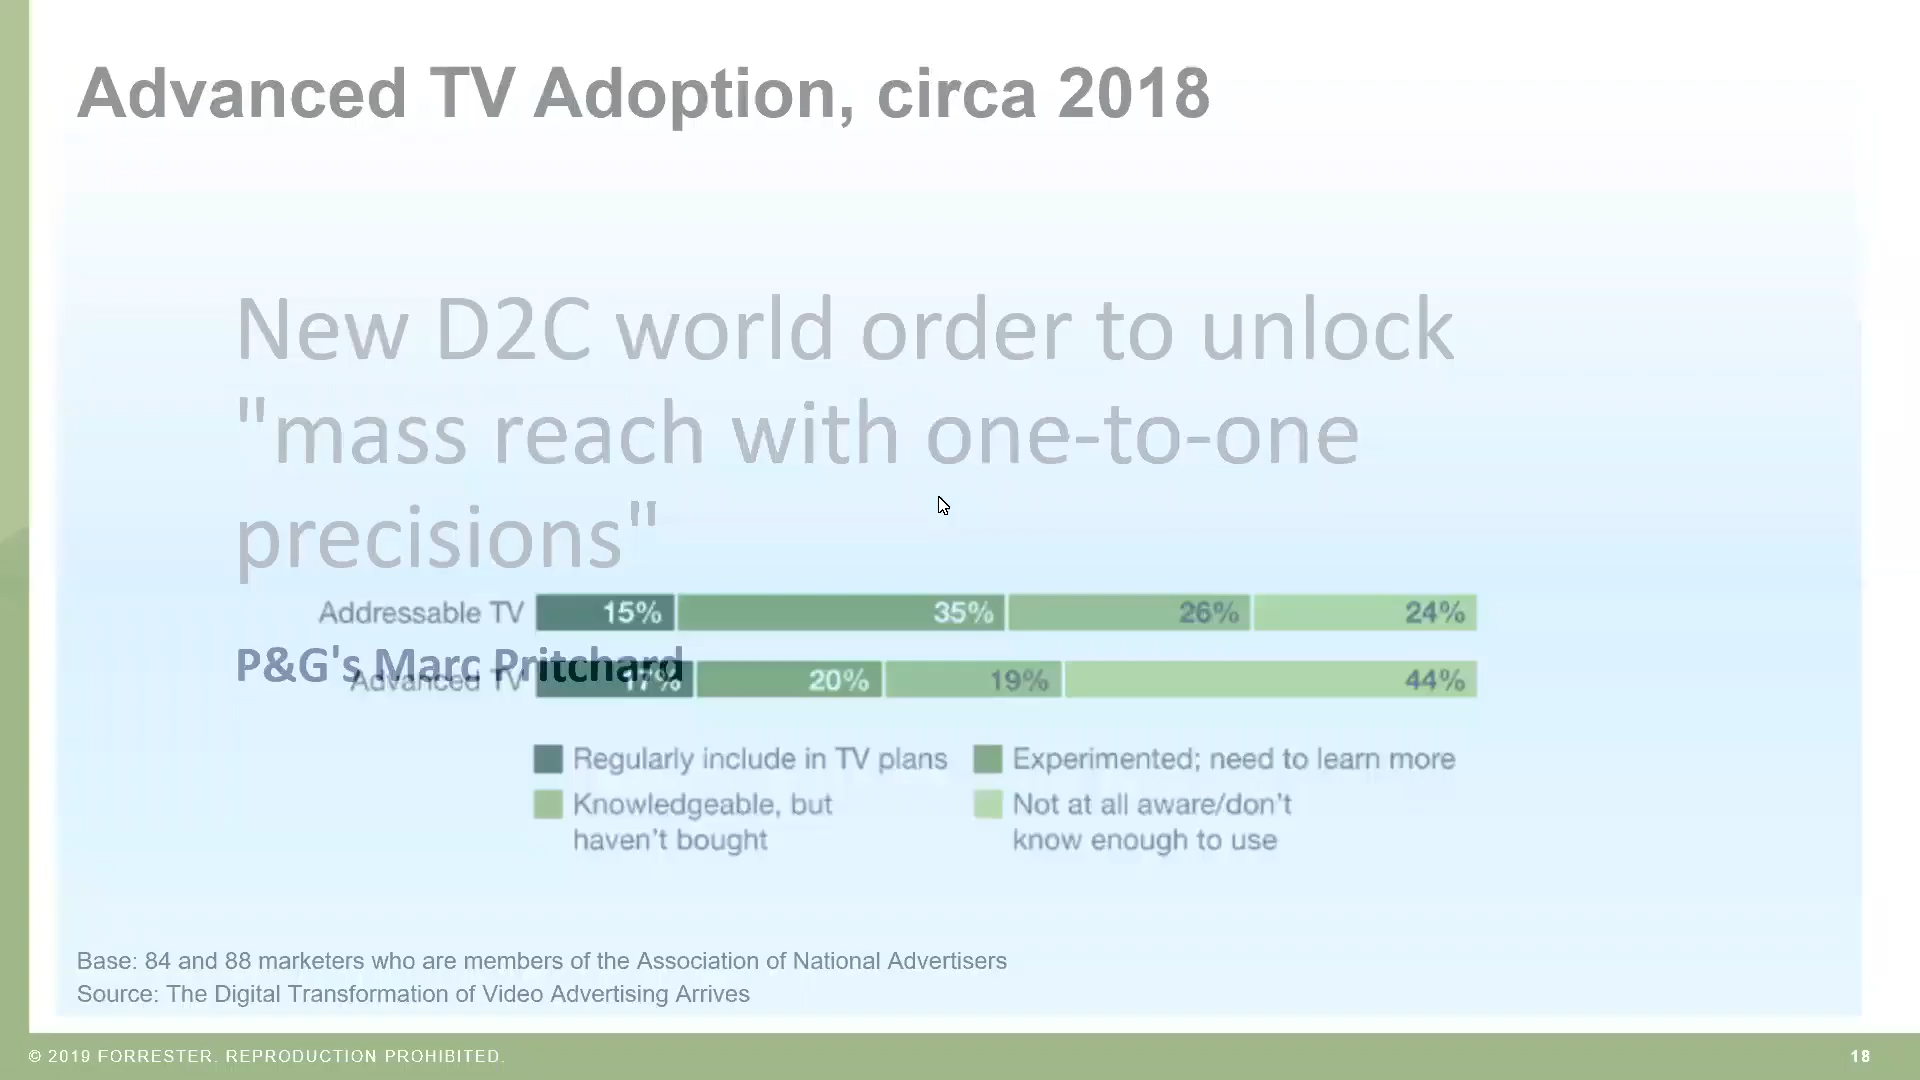 Advanced TV Adoption, circa 2018
New D2C world order to unlock
"mass reach with one-to-one
precisions"
Addressable TV 15% 35% 26% 24%
P&G's Marc Pritchard
Advanced TV 17% 20% 19% 44%
Regularly include in TV plans Experimented; need to learn more
Knowledgeable, but Not at all aware/don't
haven't bought know enough to use
Base: 84 and 88 marketers who are members of the Association of National Advertisers
Source: The Digital Transformation of Video Advertising Arrives
© 2019 FORRESTER. REPRODUCTION PROHIBITED. 18